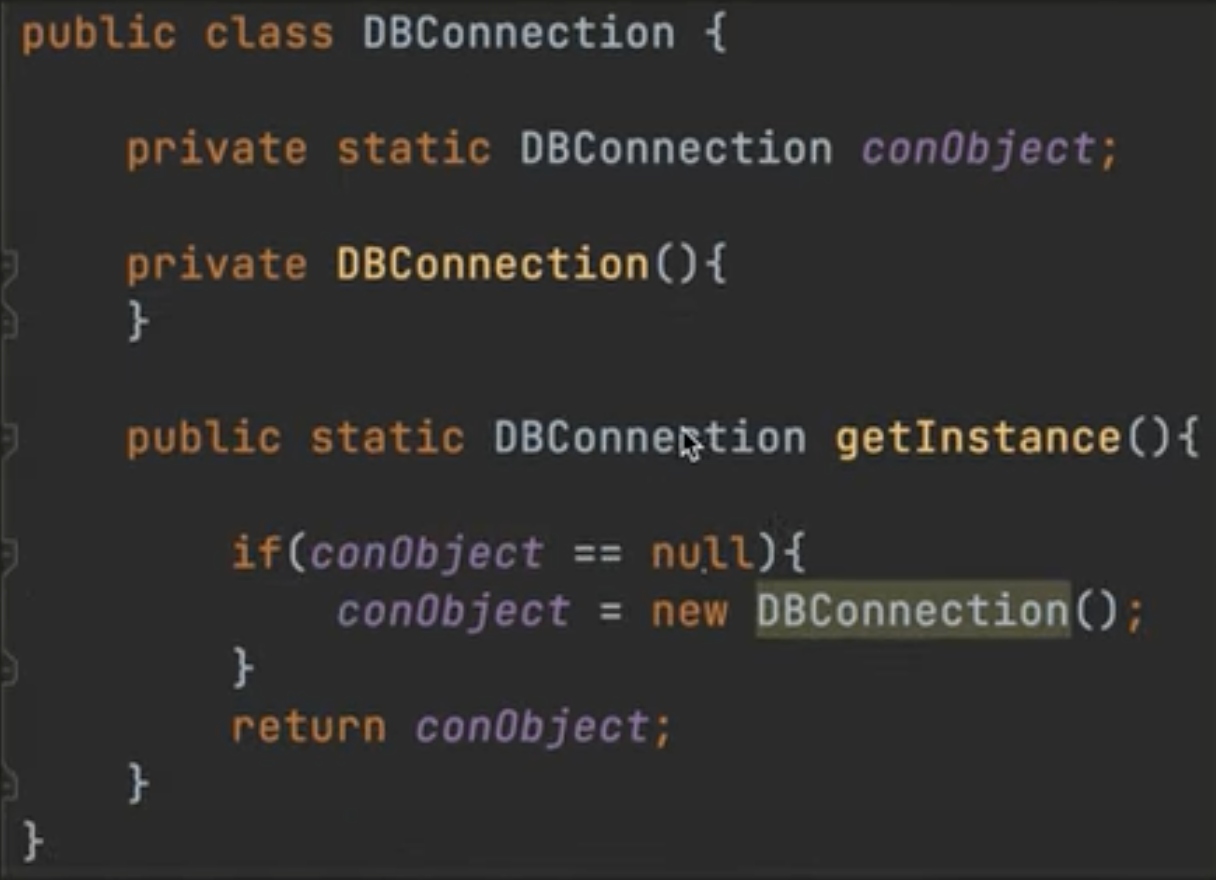 public class DBConnection {
private static DBConnection conObject;
private DBConnection(){
}
public static DBConnection getInstance(){
if(conObject == null){
conObject = new DBConnection();
}
return conObject;
}
}